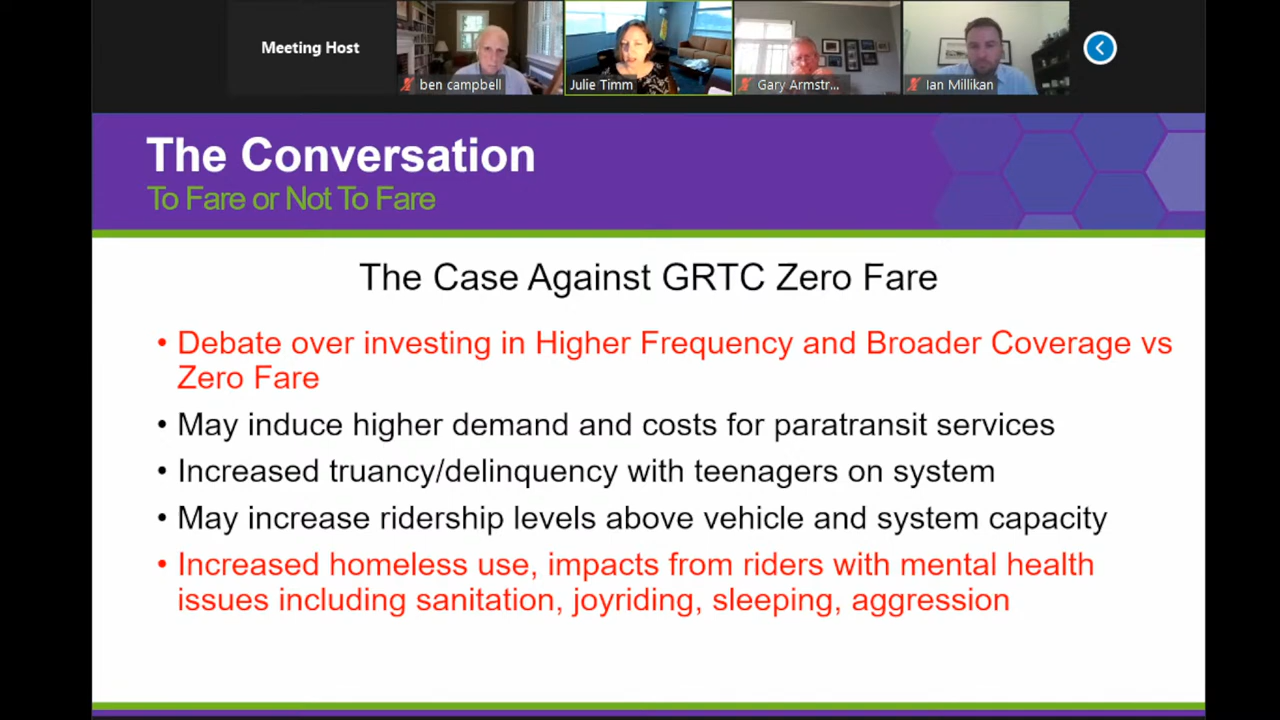 Meeting Host
ben campbell
Julie Timm
Gary Armstr...
Ian Millikan
The Conversation
To Fare or Not To Fare
The Case Against GRTC Zero Fare
• Debate over investing in Higher Frequency and Broader Coverage vs
Zero Fare
• May induce higher demand and costs for paratransit services
• Increased truancy/delinquency with teenagers on system
• May increase ridership levels above vehicle and system capacity
• Increased homeless use, impacts from riders with mental health
issues including sanitation, joyriding, sleeping, aggression